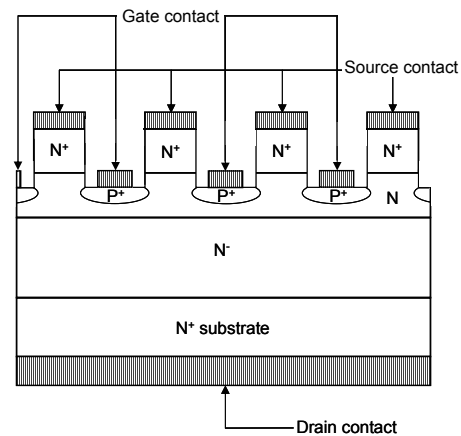 Gate contact
Source contact
N⁺ N⁺ N⁺ N⁺
P⁺ P⁺ P⁺ N
N⁻
N⁺ substrate
Drain contact